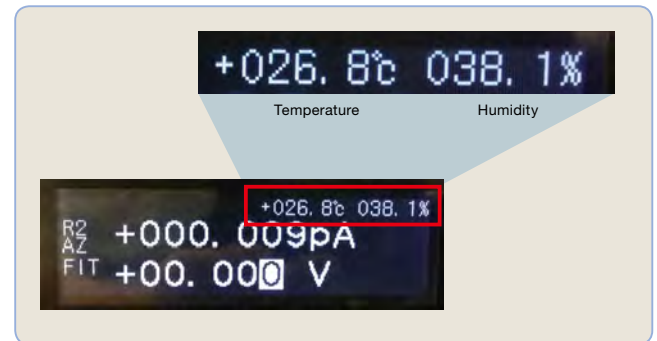 +026. 8℃ 038. 1%
Temperature Humidity
+026. 8℃ 038. 1%
R2 +000. 009pA
AZ
FIT +00. 000 V